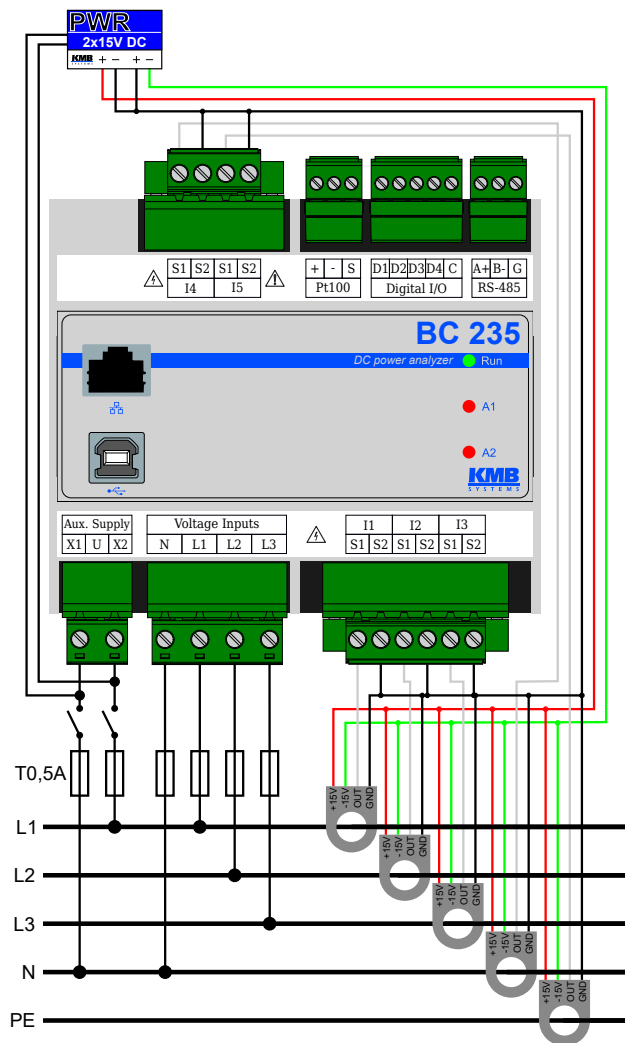 PWR
2x15V DC
KMB + - + -
SYSTEMS
S1 S2 S1 S2
I4 I5
+ - S
Pt100
D1 D2 D3 D4 C
Digital I/O
A+ B- G
RS-485
BC 235
DC power analyzer Run
A1
A2
KMB
SYSTEMS
Aux. Supply
X1 U X2
Voltage Inputs
N L1 L2 L3
I1 I2 I3
S1 S2 S1 S2 S1 S2
T0,5A
+15V -15V OUT GND
L1
+15V -15V OUT GND
L2
+15V -15V OUT GND
L3
+15V -15V OUT GND
N
+15V -15V OUT GND
PE